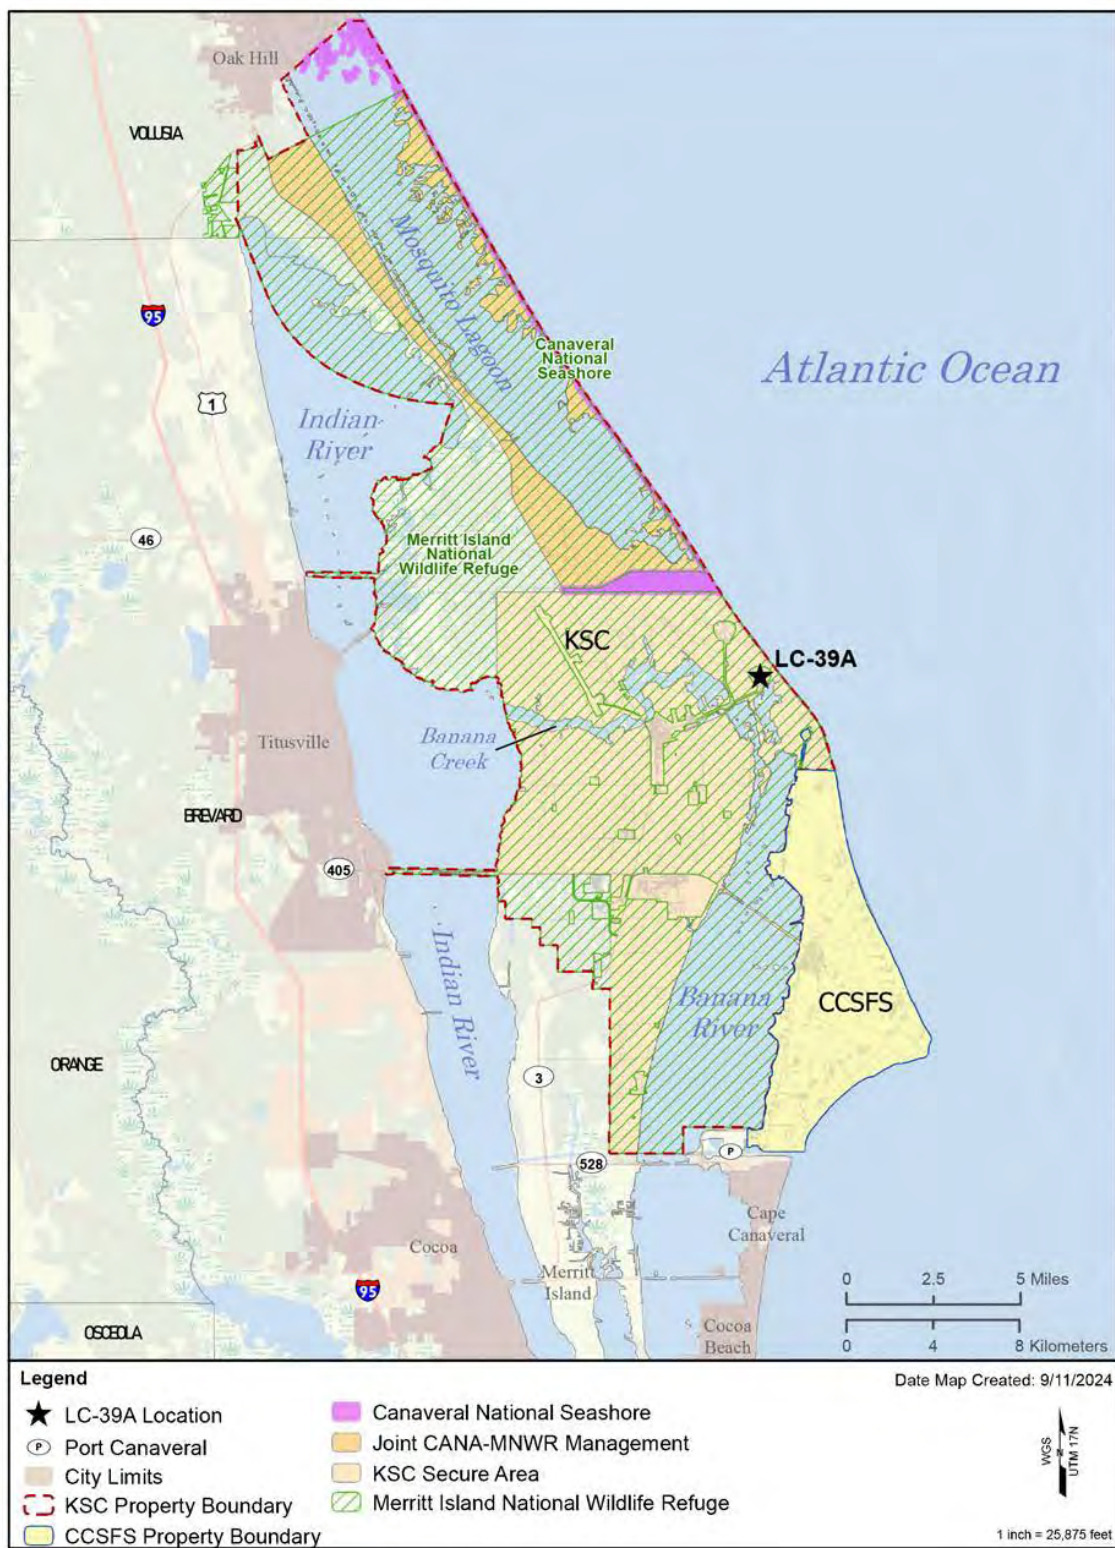 Oak Hill
VOLUSIA
Mosquito Lagoon
95
Canaveral
National
Seashore
Atlantic Ocean
1
Indian
River
46
Merritt Island
National
Wildlife Refuge
KSC
LC-39A
Titusville
Banana
Creek
BREVARD
405
Indian River
Banana
River
CCSFS
ORANGE
3
P
528
Cape
Canaveral
Cocoa
Merritt
Island
95
0 2.5 5 Miles
0 4 8 Kilometers
OSCEOLA
Cocoa
Beach
Legend
Date Map Created: 9/11/2024
LC-39A Location
P Port Canaveral
City Limits
KSC Property Boundary
CCSFS Property Boundary
Canaveral National Seashore
Joint CANA-MNWR Management
KSC Secure Area
Merritt Island National Wildlife Refuge
WGS
N
UTM 17N
1 inch = 25,875 feet